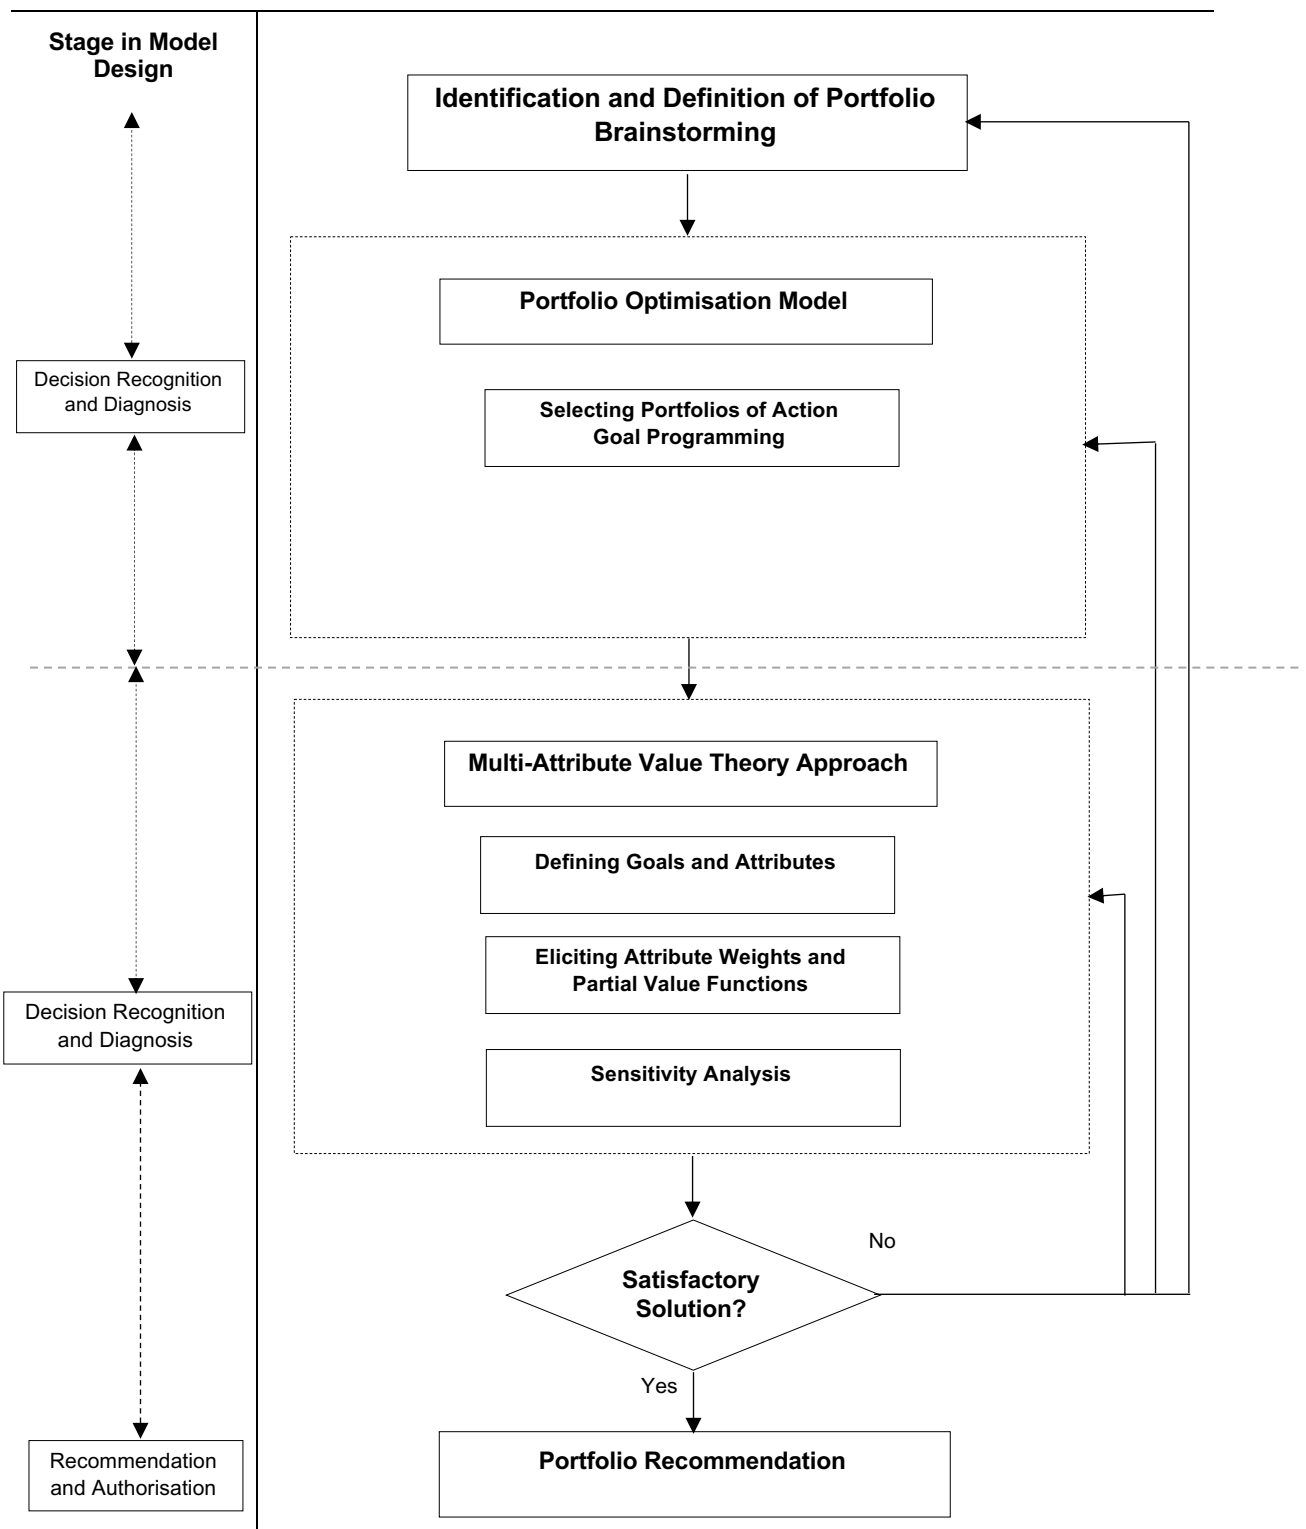 Stage in Model
Design
Identification and Definition of Portfolio
Brainstorming
Portfolio Optimisation Model
Decision Recognition
and Diagnosis
Selecting Portfolios of Action
Goal Programming
Multi-Attribute Value Theory Approach
Defining Goals and Attributes
Eliciting Attribute Weights and
Partial Value Functions
Decision Recognition
and Diagnosis
Sensitivity Analysis
No
Satisfactory
Solution?
Yes
Portfolio Recommendation
Recommendation
and Authorisation